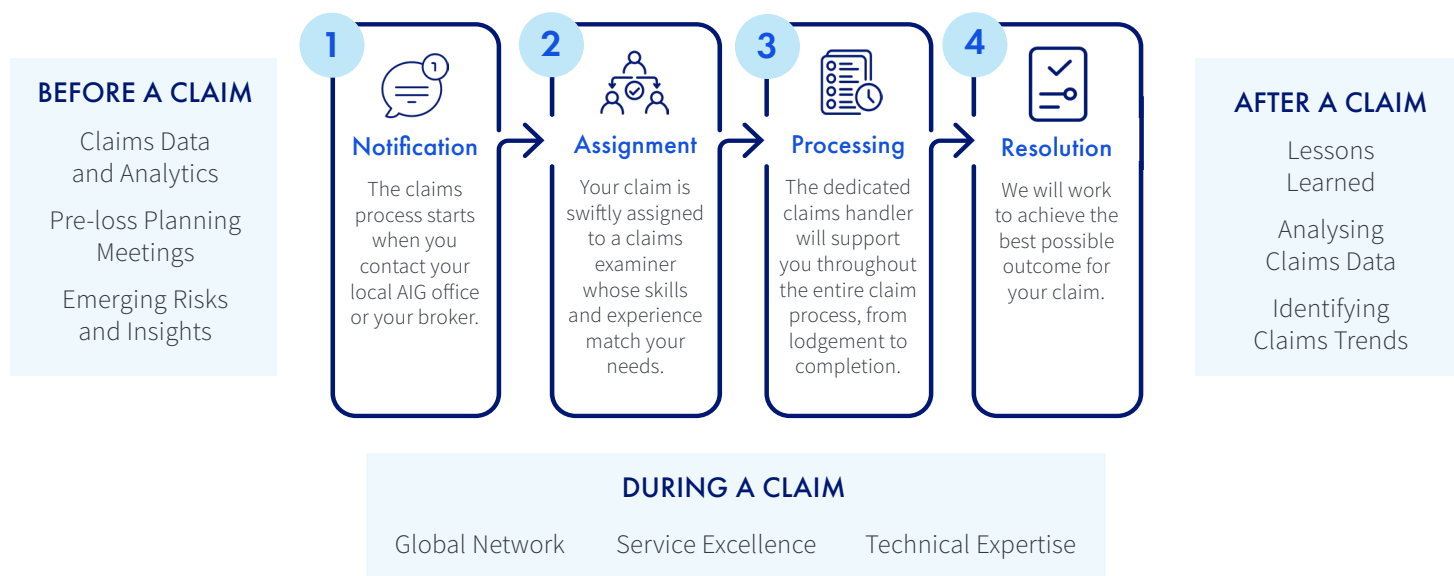 BEFORE A CLAIM
Claims Data
and Analytics
Pre-loss Planning
Meetings
Emerging Risks
and Insights
1
1
Notification
The claims
process starts
when you
contact your
local AIG office
or your broker.
2
Assignment
Your claim is
swiftly assigned
to a claims
examiner
whose skills
and experience
match your
needs.
3
Processing
The dedicated
claims handler
will support
you throughout
the entire claim
process, from
lodgement to
completion.
4
Resolution
We will work
to achieve the
best possible
outcome for
your claim.
AFTER A CLAIM
Lessons
Learned
Analysing
Claims Data
Identifying
Claims Trends
DURING A CLAIM
Global Network Service Excellence Technical Expertise